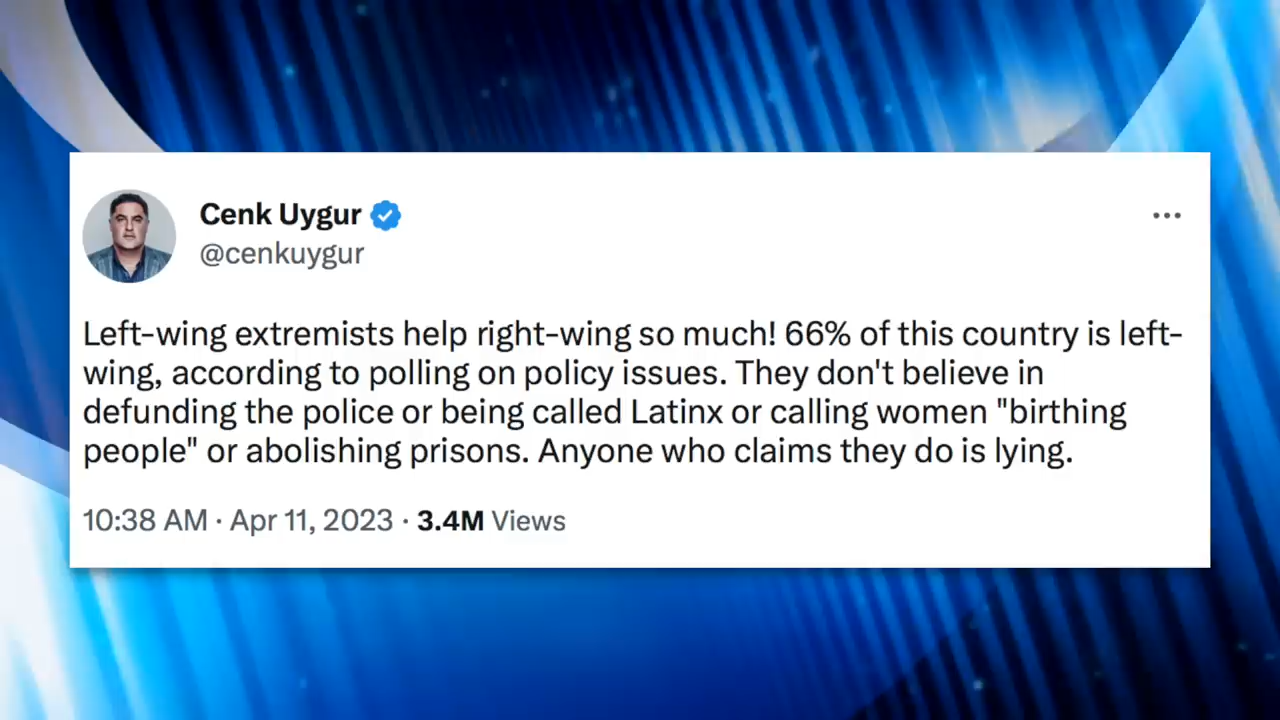 Cenk Uygur
@cenkuygur
Left-wing extremists help right-wing so much! 66% of this country is left-
wing, according to polling on policy issues. They don't believe in
defunding the police or being called Latinx or calling women "birthing
people" or abolishing prisons. Anyone who claims they do is lying.
10:38 AM · Apr 11, 2023 · 3.4M Views